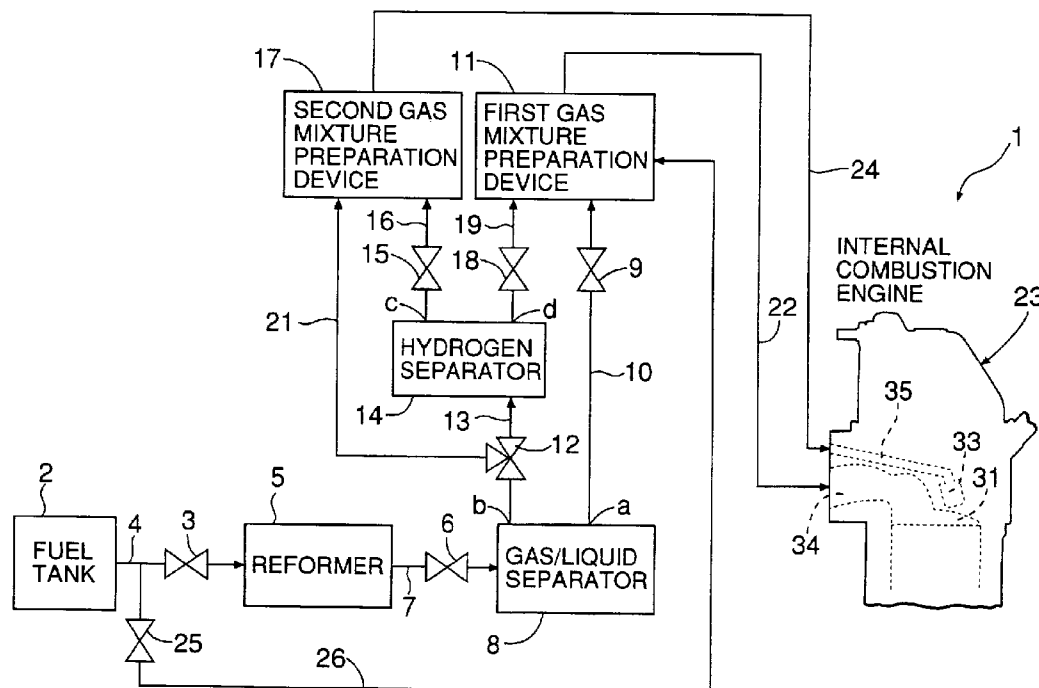 17
11
SECOND GAS
MIXTURE
PREPARATION
DEVICE
FIRST GAS
MIXTURE
PREPARATION
DEVICE
1
24
16
19
15
18
9
INTERNAL
COMBUSTION
ENGINE
21
c
d
22
23
HYDROGEN
SEPARATOR
10
14
13
35
12
33
31
2
5
b
a
4
3
6
34
FUEL
TANK
REFORMER
GAS/LIQUID
SEPARATOR
7
25
8
26